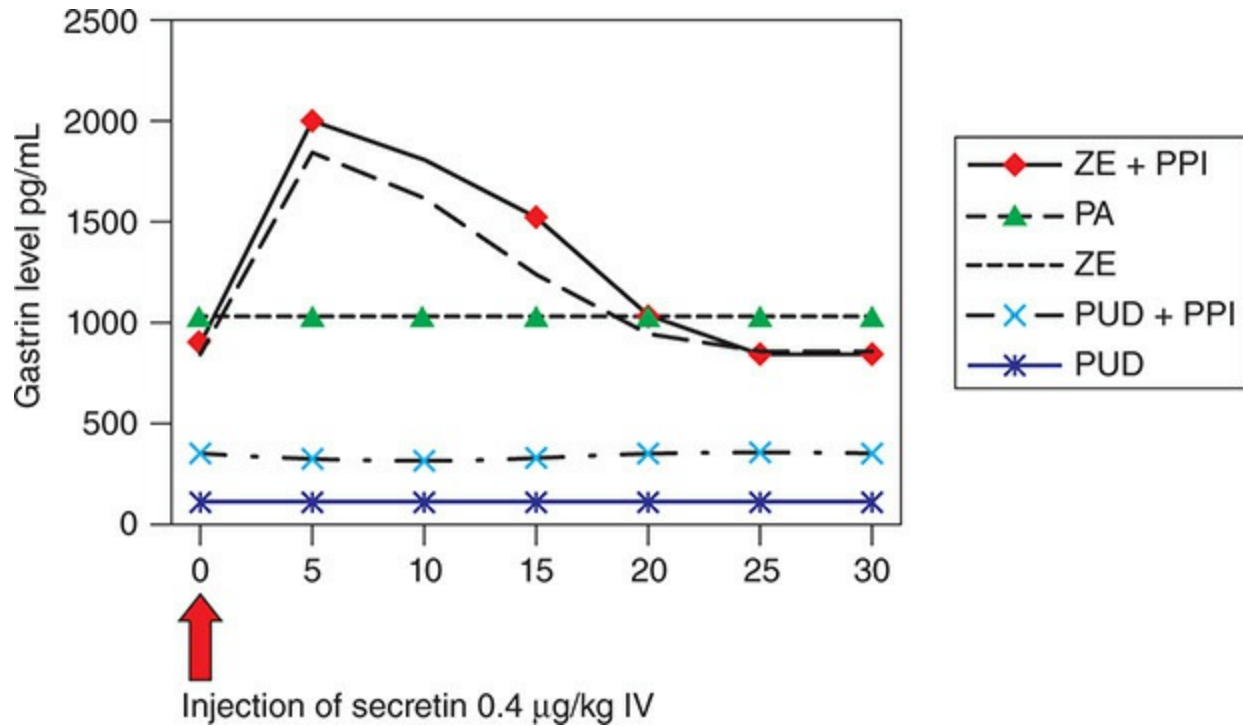 2500
2000
1500
1000
500
0
Gastrin level pg/mL
0 5 10 15 20 25 30
Injection of secretin 0.4 μg/kg IV
ZE + PPI
PA
ZE
PUD + PPI
PUD